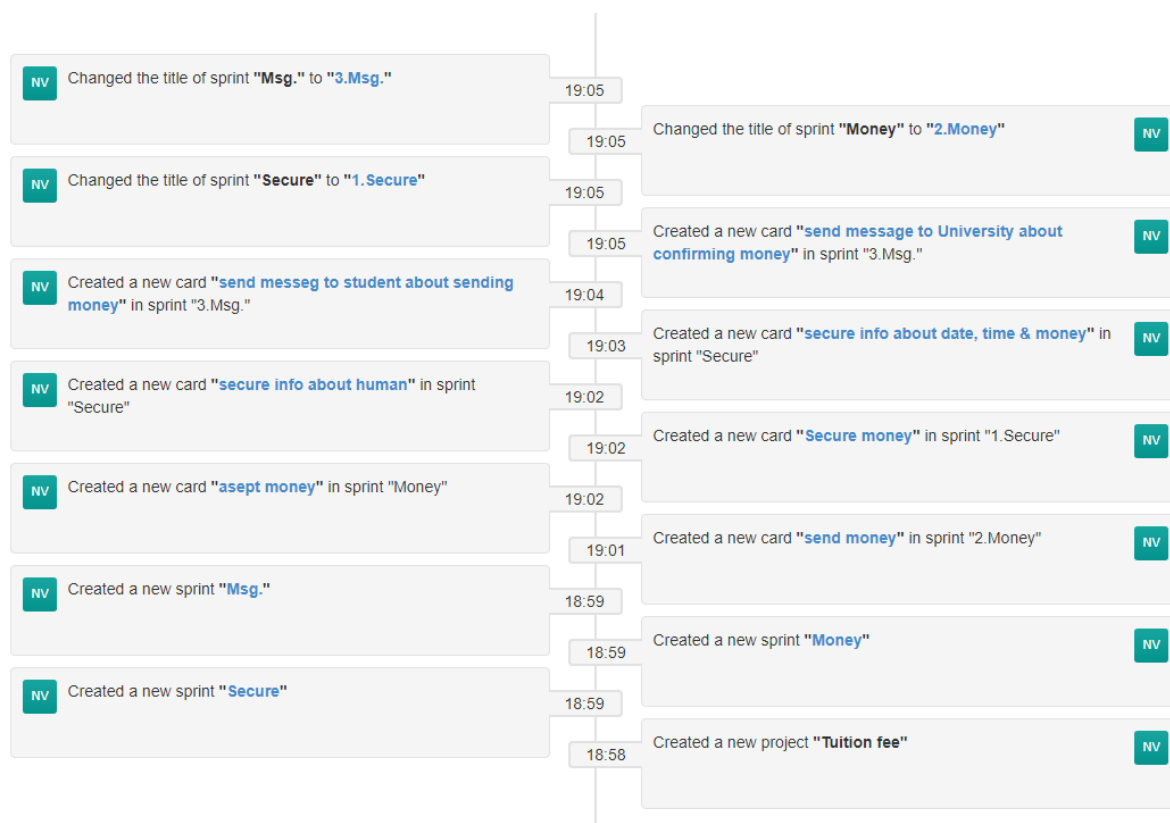 NV
Changed the title of sprint "Msg." to "3.Msg."
19:05
19:05
Changed the title of sprint "Money" to "2.Money"
NV
NV
Changed the title of sprint "Secure" to "1.Secure"
19:05
19:05
Created a new card "send message to University about
confirming money" in sprint "3.Msg."
NV
NV
Created a new card "send messeg to student about sending
money" in sprint "3.Msg."
19:04
19:03
Created a new card "secure info about date, time & money" in
sprint "Secure"
NV
NV
Created a new card "secure info about human" in sprint
"Secure"
19:02
19:02
Created a new card "Secure money" in sprint "1.Secure"
NV
NV
Created a new card "asept money" in sprint "Money"
19:02
19:01
Created a new card "send money" in sprint "2.Money"
NV
NV
Created a new sprint "Msg."
18:59
18:59
Created a new sprint "Money"
NV
NV
Created a new sprint "Secure"
18:59
18:58
Created a new project "Tuition fee"
NV